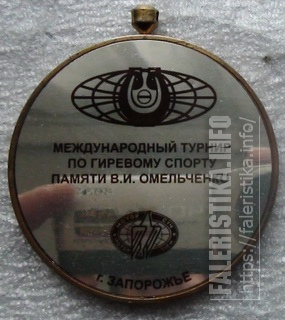 МЕЖДУНАРОДНЫЙ ТУРНИР
ПО ГИРЕВОМУ СПОРТУ
ПАМЯТИ В.И. ОМЕЛЬЧЕНКО
г. ЗАПОРОЖЬЕ
FALERISTIKA.INFO
https://faleristika.info